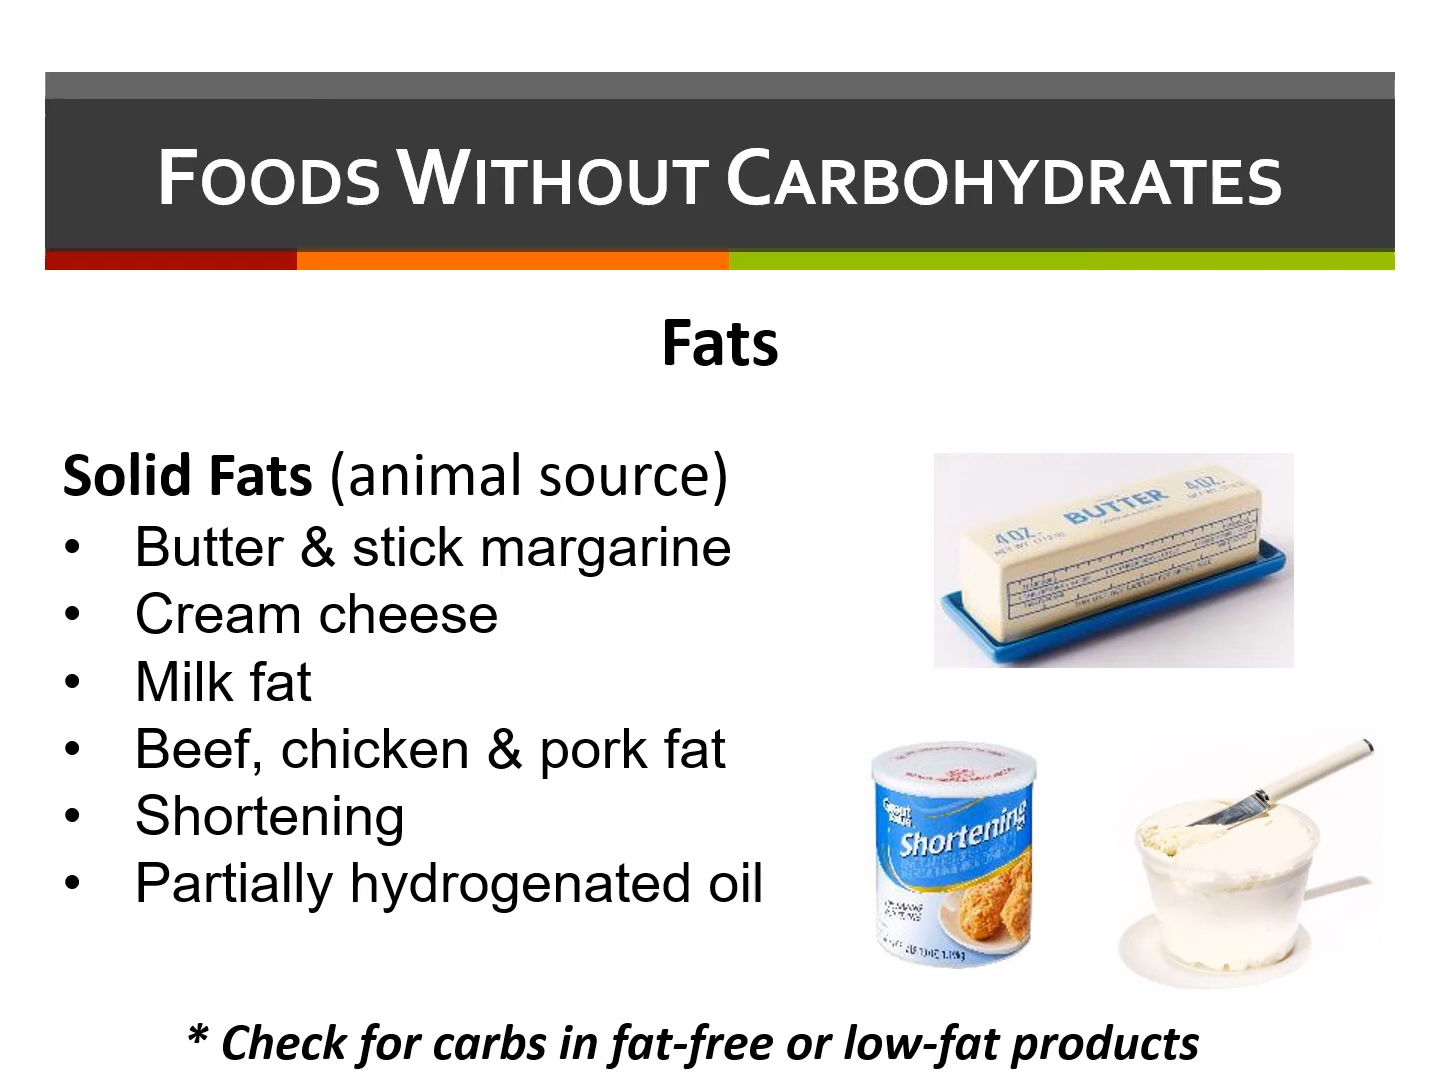 FOODS WITHOUT CARBOHYDRATES
Fats
Solid Fats (animal source)
• Butter & stick margarine
• Cream cheese
• Milk fat
• Beef, chicken & pork fat
• Shortening
• Partially hydrogenated oil
4 OZ. BUTTER 4 OZ.
Great Value
Shortening
* Check for carbs in fat-free or low-fat products